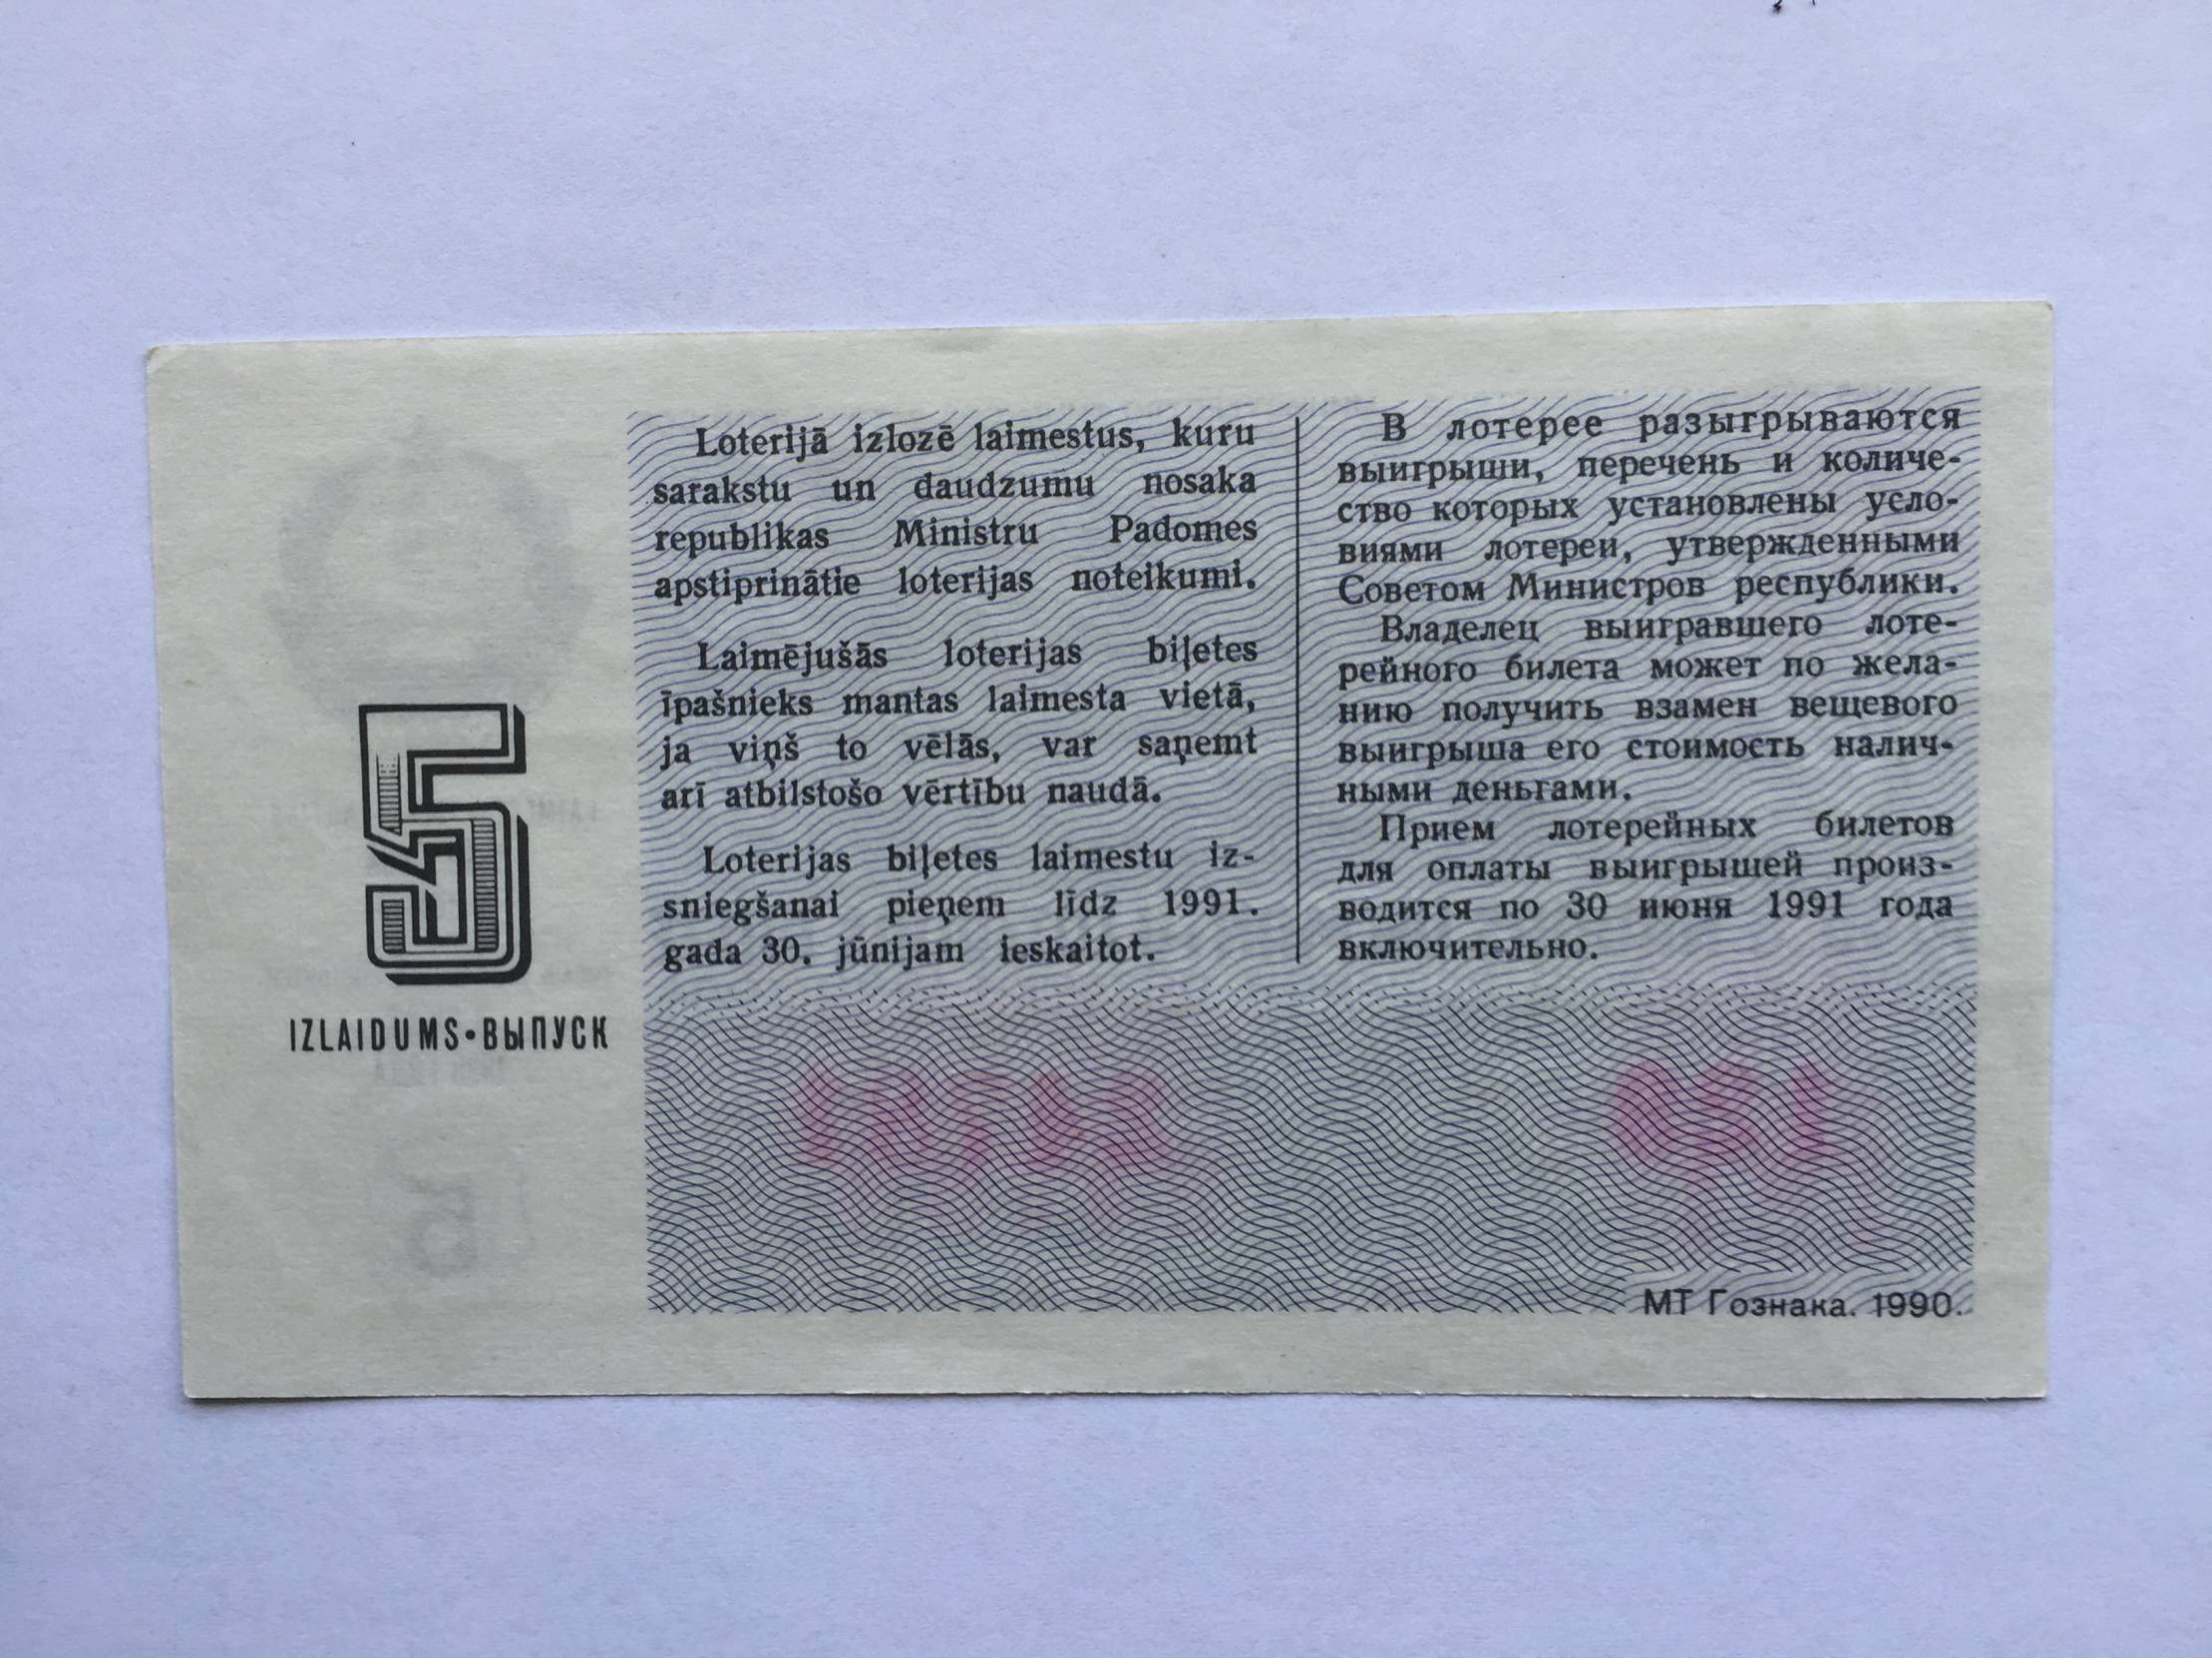 5
IZLAIDUMS•ВЫПУСК
Loterijā izlozē laimestus, kuru
sarakstu un daudzumu nosaka
republikas Ministru Padomes
apstiprinātie loterijas noteikumi.
Laimējušās loterijas biļetes
īpašnieks mantas laimesta vietā,
ja viņš to vēlās, var saņemt
arī atbilstošo vērtību naudā.
Loterijas biļetes laimestu iz-
sniegšanai pieņem līdz 1991.
gada 30. jūnijam ieskaitot.
В лотерее разыгрываются
выигрыши, перечень и количе-
ство которых установлены усло-
виями лотереи, утвержденными
Советом Министров республики.
Владелец выигравшего лоте-
рейного билета может по жела-
нию получить взамен вещевого
выигрыша его стоимость налич-
ными деньгами.
Прием лотерейных билетов
для оплаты выигрышей произ-
водится по 30 июня 1991 года
включительно.
МТ Гознака. 1990.